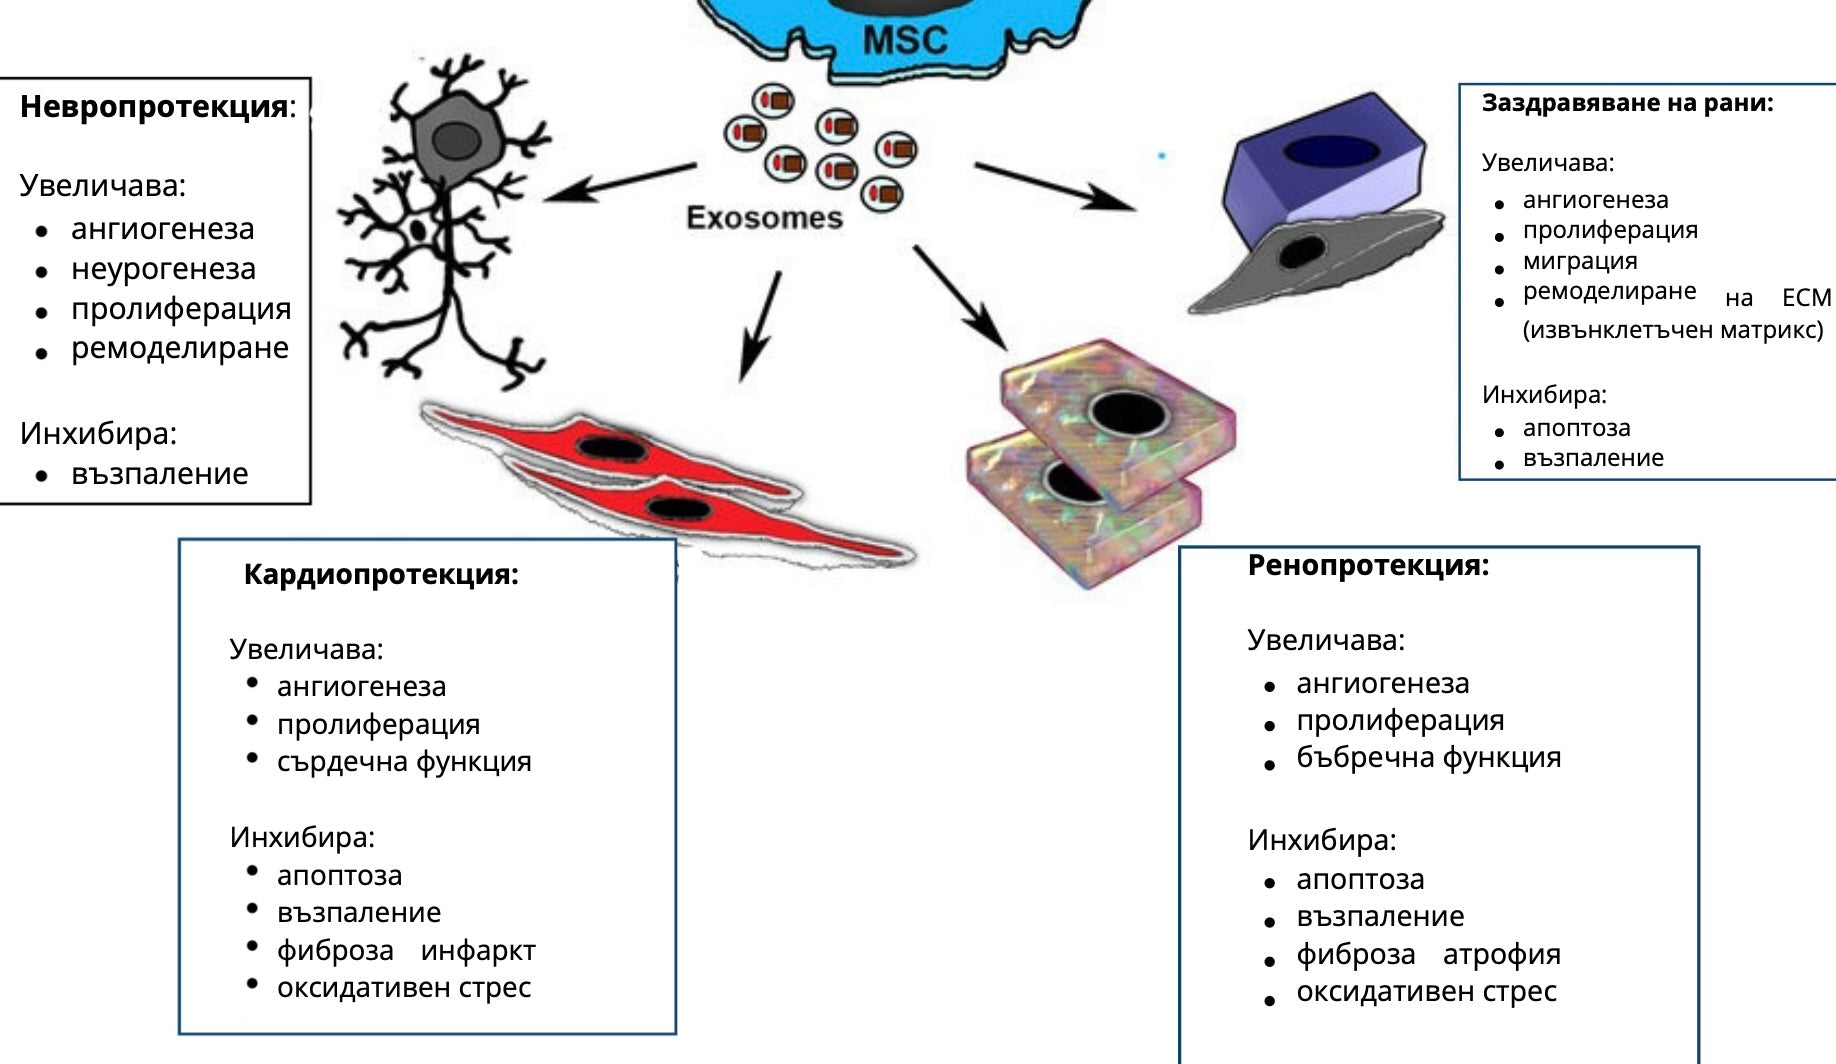 MSC
Exosomes
Невропротекция:
Увеличава:
ангиогенеза
неурогенеза
пролиферация
ремоделиране
Инхибира:
възпаление
Заздравяване на рани:
Увеличава:
ангиогенеза
пролиферация
миграция
ремоделиране на ЕСМ
(извънклетъчен матрикс)
Инхибира:
апоптоза
възпаление
Кардиопротекция:
Увеличава:
ангиогенеза
пролиферация
сърдечна функция
Инхибира:
апоптоза
възпаление
фиброза инфаркт
оксидативен стрес
Ренопротекция:
Увеличава:
ангиогенеза
пролиферация
бъбречна функция
Инхибира:
апоптоза
възпаление
фиброза атрофия
оксидативен стрес